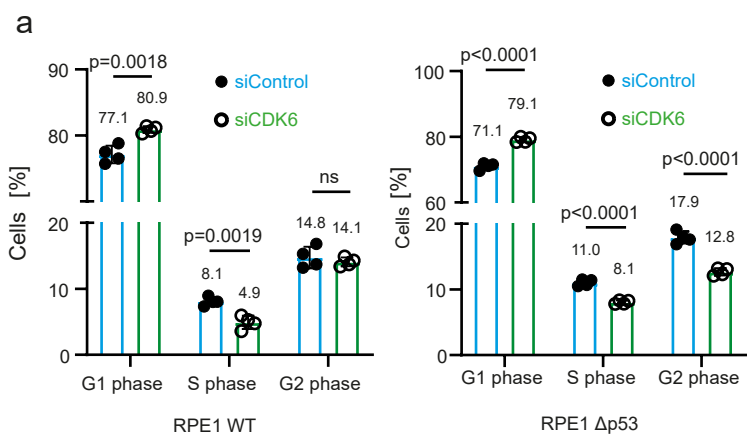 a
90
80
20
10
0
Cells [%]
p=0.0018
77.1
80.9
siControl
siCDK6
p=0.0019
8.1
4.9
ns
14.8
14.1
G1 phase
S phase
G2 phase
RPE1 WT
100
80
60
20
10
0
Cells [%]
p<0.0001
71.1
79.1
siControl
siCDK6
p<0.0001
11.0
8.1
p<0.0001
17.9
12.8
G1 phase
S phase
G2 phase
RPE1 Δp53